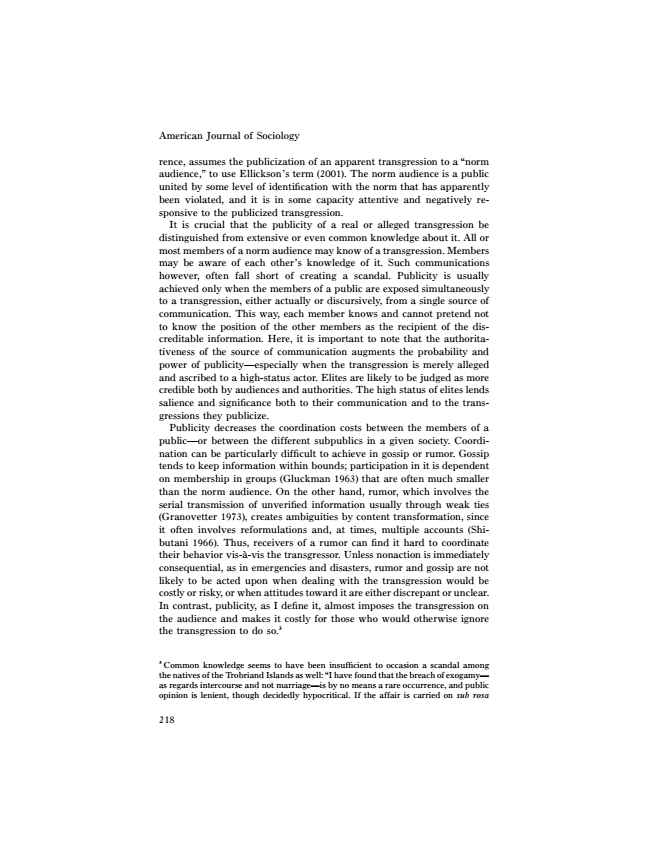 American Journal of Sociology
rence, assumes the publicization of an apparent transgression to a “norm
audience,” to use Ellickson’s term (2001). The norm audience is a public
united by some level of identification with the norm that has apparently
been violated, and it is in some capacity attentive and negatively re-
sponsive to the publicized transgression.
It is crucial that the publicity of a real or alleged transgression be
distinguished from extensive or even common knowledge about it. All or
most members of a norm audience may know of a transgression. Members
may be aware of each other’s knowledge of it. Such communications
however, often fall short of creating a scandal. Publicity is usually
achieved only when the members of a public are exposed simultaneously
to a transgression, either actually or discursively, from a single source of
communication. This way, each member knows and cannot pretend not
to know the position of the other members as the recipient of the dis-
creditable information. Here, it is important to note that the authorita-
tiveness of the source of communication augments the probability and
power of publicity—especially when the transgression is merely alleged
and ascribed to a high-status actor. Elites are likely to be judged as more
credible both by audiences and authorities. The high status of elites lends
salience and significance both to their communication and to the trans-
gressions they publicize.
Publicity decreases the coordination costs between the members of a
public—or between the different subpublics in a given society. Coordi-
nation can be particularly difficult to achieve in gossip or rumor. Gossip
tends to keep information within bounds; participation in it is dependent
on membership in groups (Gluckman 1963) that are often much smaller
than the norm audience. On the other hand, rumor, which involves the
serial transmission of unverified information usually through weak ties
(Granovetter 1973), creates ambiguities by content transformation, since
it often involves reformulations and, at times, multiple accounts (Shi-
butani 1966). Thus, receivers of a rumor can find it hard to coordinate
their behavior vis-à-vis the transgressor. Unless nonaction is immediately
consequential, as in emergencies and disasters, rumor and gossip are not
likely to be acted upon when dealing with the transgression would be
costly or risky, or when attitudes toward it are either discrepant or unclear.
In contrast, publicity, as I define it, almost imposes the transgression on
the audience and makes it costly for those who would otherwise ignore
the transgression to do so.²
² Common knowledge seems to have been insufficient to occasion a scandal among
the natives of the Trobriand Islands as well: “I have found that the breach of exogamy—
as regards intercourse and not marriage—is by no means a rare occurrence, and public
opinion is lenient, though decidedly hypocritical. If the affair is carried on sub rosa
218